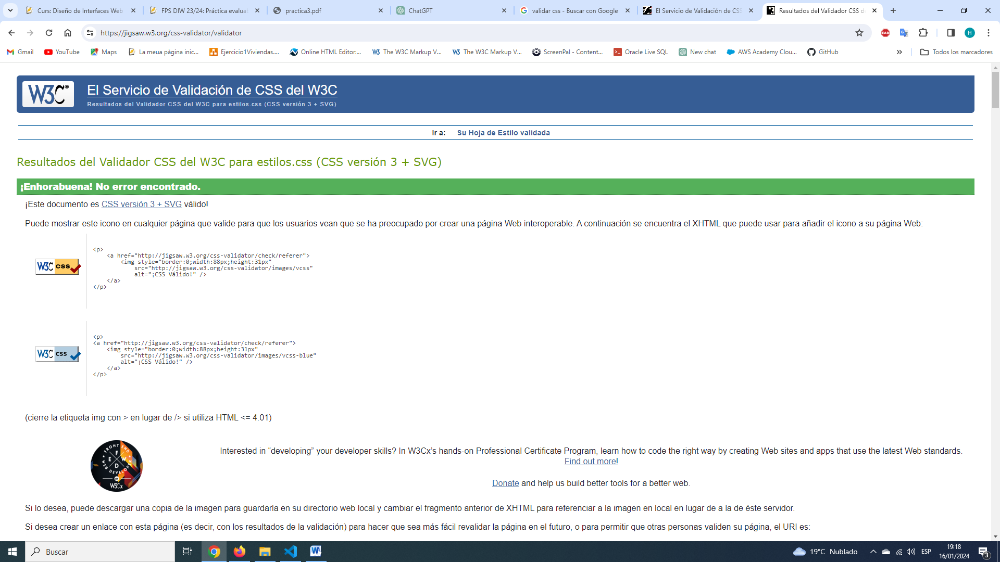 Curs: Diseño de Interfaces Web
FPS DIW 23/24: Práctica evalua
practica3.pdf
ChatGPT
validar css - Buscar con Google
El Servicio de Validación de CSS
Resultados del Validador CSS d
https://jigsaw.w3.org/css-validator/validator
H
Gmail
YouTube
Maps
La meua pàgina inic...
Ejercicio1Viviendas....
Online HTML Editor:...
The W3C Markup V...
The W3C Markup V...
ScreenPal - Content...
Oracle Live SQL
New chat
AWS Academy Clou...
GitHub
Todos los marcadores
W3C®
El Servicio de Validación de CSS del W3C
Resultados del Validador CSS del W3C para estilos.css (CSS versión 3 + SVG)
Ir a: Su Hoja de Estilo validada
Resultados del Validador CSS del W3C para estilos.css (CSS versión 3 + SVG)
¡Enhorabuena! No error encontrado.
¡Este documento es CSS versión 3 + SVG válido!
Puede mostrar este icono en cualquier página que valide para que los usuarios vean que se ha preocupado por crear una página Web interoperable. A continuación se encuentra el XHTML que puede usar para añadir el icono a su página Web:
W3C css
<p>
<a href="http://jigsaw.w3.org/css-validator/check/referer">
<img style="border:0;width:88px;height:31px"
src="http://jigsaw.w3.org/css-validator/images/vcss"
alt="¡CSS Válido!" />
</a>
</p>
W3C css
<p>
<a href="http://jigsaw.w3.org/css-validator/check/referer">
<img style="border:0;width:88px;height:31px"
src="http://jigsaw.w3.org/css-validator/images/vcss-blue"
alt="¡CSS Válido!" />
</a>
</p>
(cierre la etiqueta img con > en lugar de /> si utiliza HTML <= 4.01)
FRONT END
F E W D
WEB DEVELOPER
W3Cx
Interested in “developing” your developer skills? In W3Cx’s hands-on Professional Certificate Program, learn how to code the right way by creating Web sites and apps that use the latest Web standards.
Find out more!
Donate and help us build better tools for a better web.
Si lo desea, puede descargar una copia de la imagen para guardarla en su directorio web local y cambiar el fragmento anterior de XHTML para referenciar a la imagen en local en lugar de a la de éste servidor.
Si desea crear un enlace con esta página (es decir, con los resultados de la validación) para hacer que sea más fácil revalidar la página en el futuro, o para permitir que otras personas validen su página, el URI es:
Buscar
19°C Nublado
ESP
19:18
16/01/2024
3